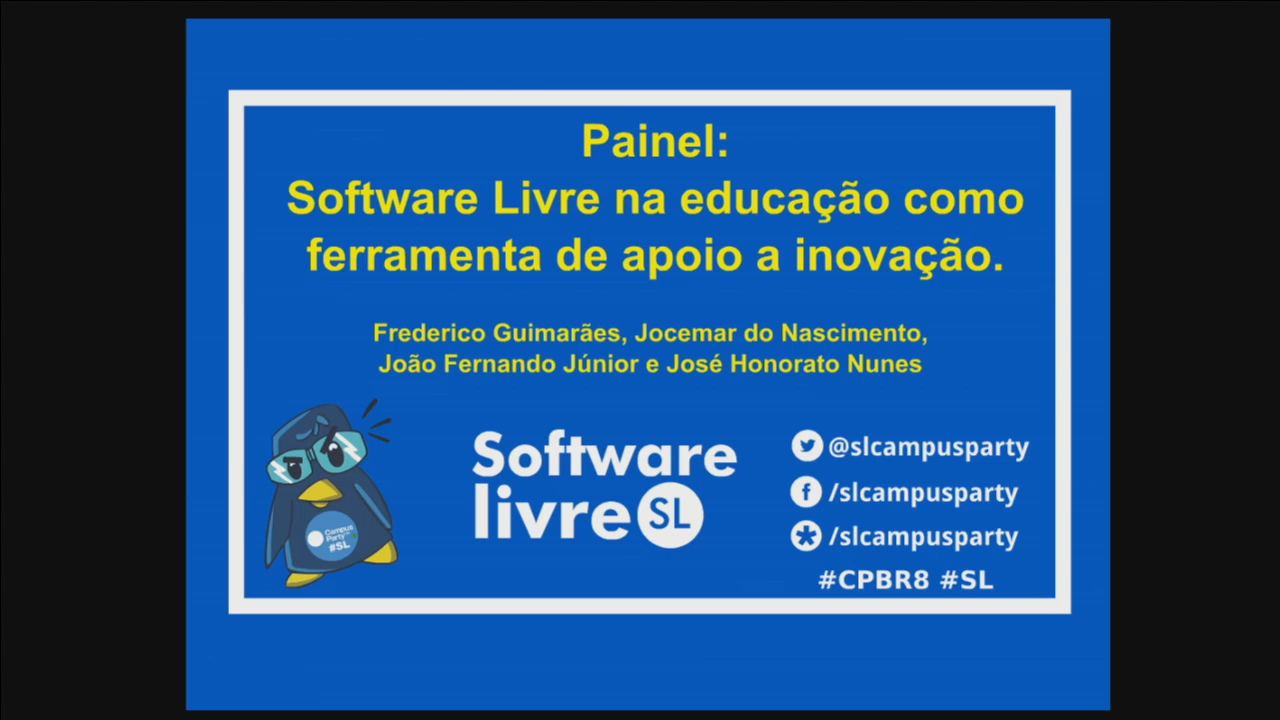 Painel:
Software Livre na educação como
ferramenta de apoio a inovação.
Frederico Guimarães, Jocemar do Nascimento,
João Fernando Júnior e José Honorato Nunes
Campus
Party
#SL
Software
livre SL
@slcampusparty
/slcampusparty
/slcampusparty
#CPBR8 #SL